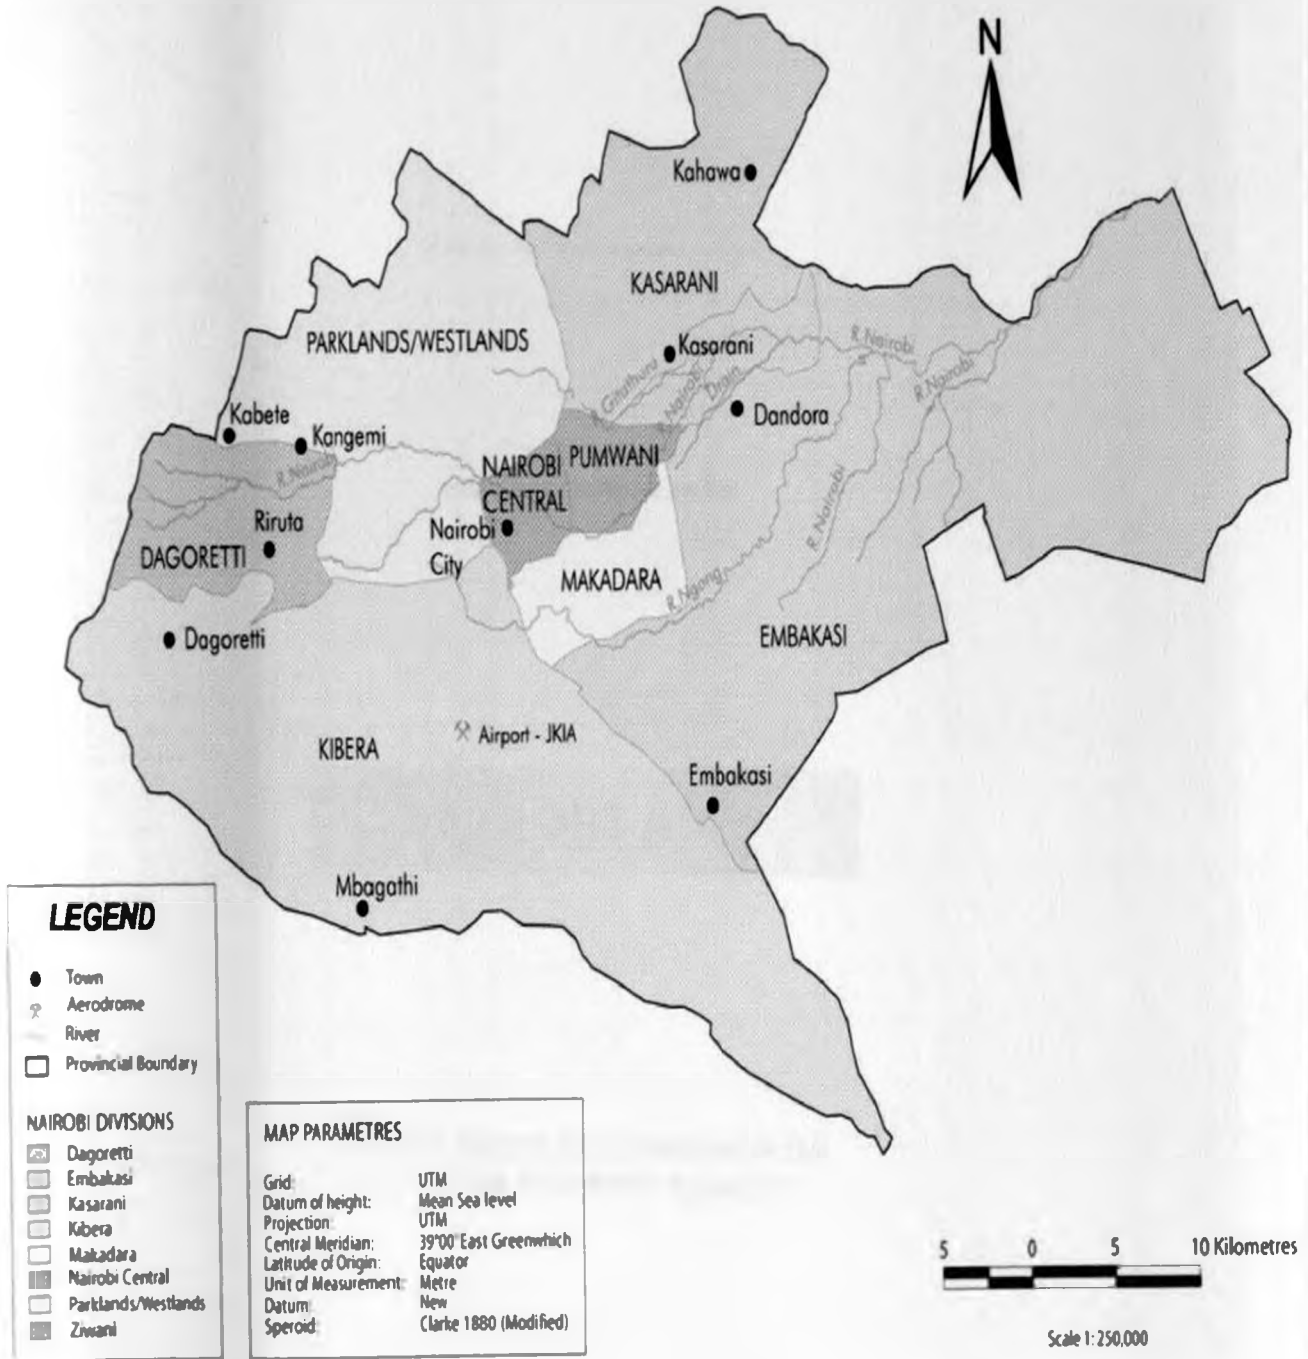 N
Kahawa
KASARANI
PARKLANDS/WESTLANDS
Kasarani
R.Nairobi
R.Gitathuru
R.Nairobi
Drain
R.Nairobi
Kabete
Dandora
Kangemi
NAIROBI
CENTRAL
PUMWANI
R.Nairobi
R.Nairobi
Riruta
Nairobi
City
DAGORETTI
MAKADARA
R.Ngong
Dagoretti
EMBAKASI
KIBERA
Airport - JKIA
Embakasi
Mbagathi
LEGEND
Town
Aerodrome
River
Provincial Boundary
NAIROBI DIVISIONS
Dagoretti
Embakasi
Kasarani
Kibera
Makadara
Nairobi Central
Parklands/Westlands
Ziwani
MAP PARAMETRES
Grid: UTM
Datum of height: Mean Sea level
Projection: UTM
Central Meridian: 39°00 East Greenwhich
Latitude of Origin: Equator
Unit of Measurement: Metre
Datum: New
Speroid: Clarke 1880 (Modified)
5 0 5 10 Kilometres
Scale 1: 250,000